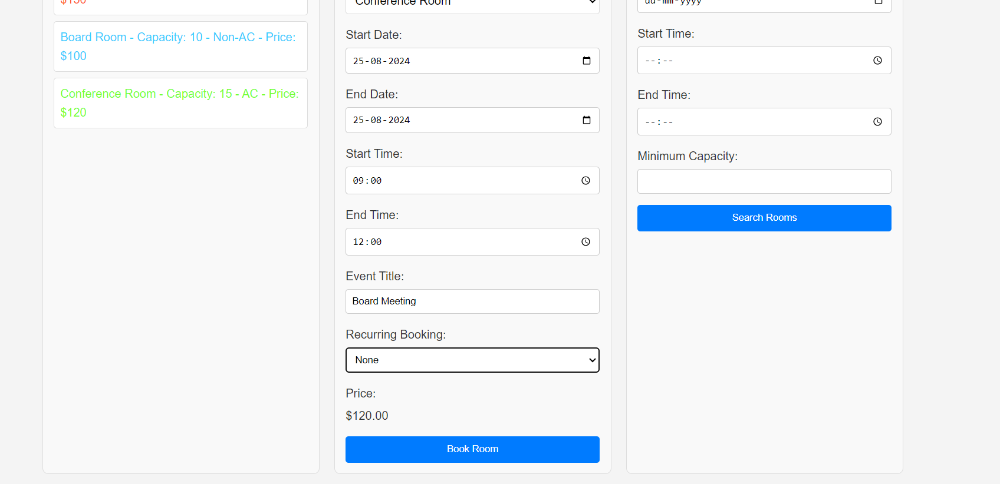 $150
Board Room - Capacity: 10 - Non-AC - Price:
$100
Conference Room - Capacity: 15 - AC - Price:
$120
Conference Room
Start Date:
25-08-2024
End Date:
25-08-2024
Start Time:
09:00
End Time:
12:00
Event Title:
Board Meeting
Recurring Booking:
None
Price:
$120.00
Book Room
dd-mm-yyyy
Start Time:
--:--
End Time:
--:--
Minimum Capacity:
Search Rooms